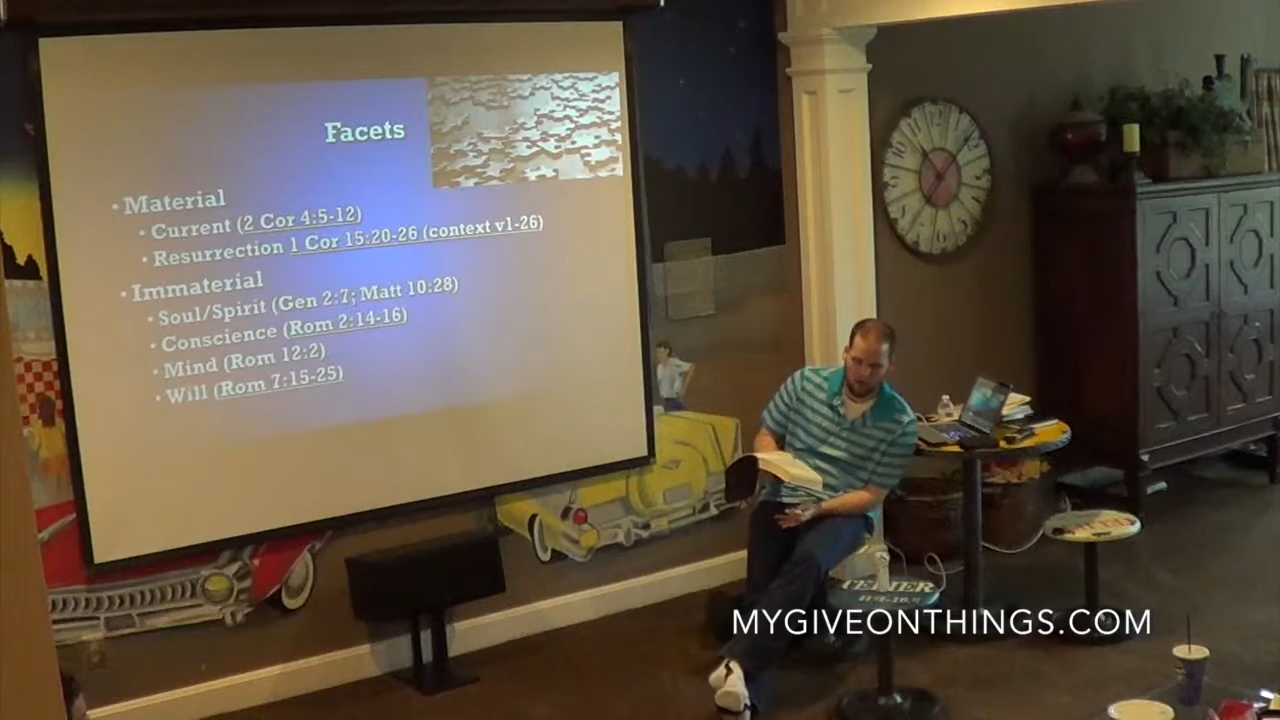 Facets
• Material
• Current (2 Cor 4:5-12)
• Resurrection 1 Cor 15:20-26 (context v1-26)
• Immaterial
• Soul/Spirit (Gen 2:7; Matt 10:28)
• Conscience (Rom 2:14-16)
• Mind (Rom 12:2)
• Will (Rom 7:15-25)
MYGIVEONTHINGS.COM